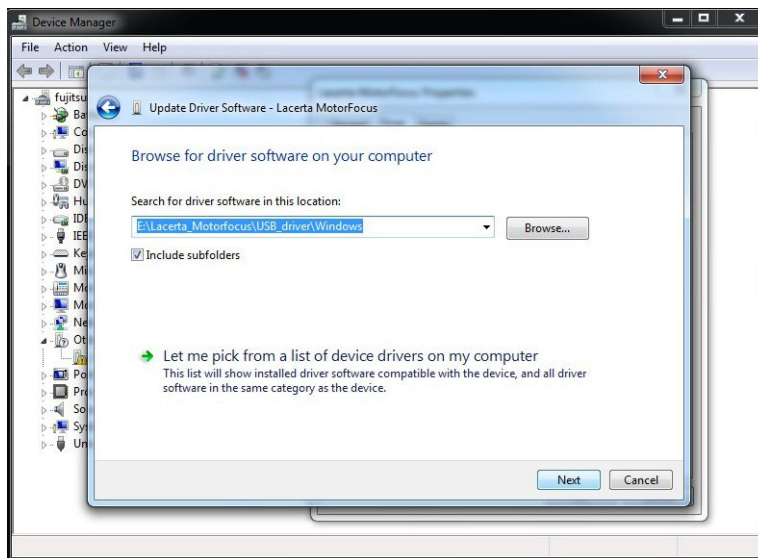 Device Manager
File Action View Help
fujitsu
Update Driver Software - Lacerta MotorFocus
Browse for driver software on your computer
Search for driver software in this location:
E:\Lacerta_Motorfocus\USB_driver\Windows
Browse...
Include subfolders
Let me pick from a list of device drivers on my computer
This list will show installed driver software compatible with the device, and all driver
software in the same category as the device.
Next Cancel